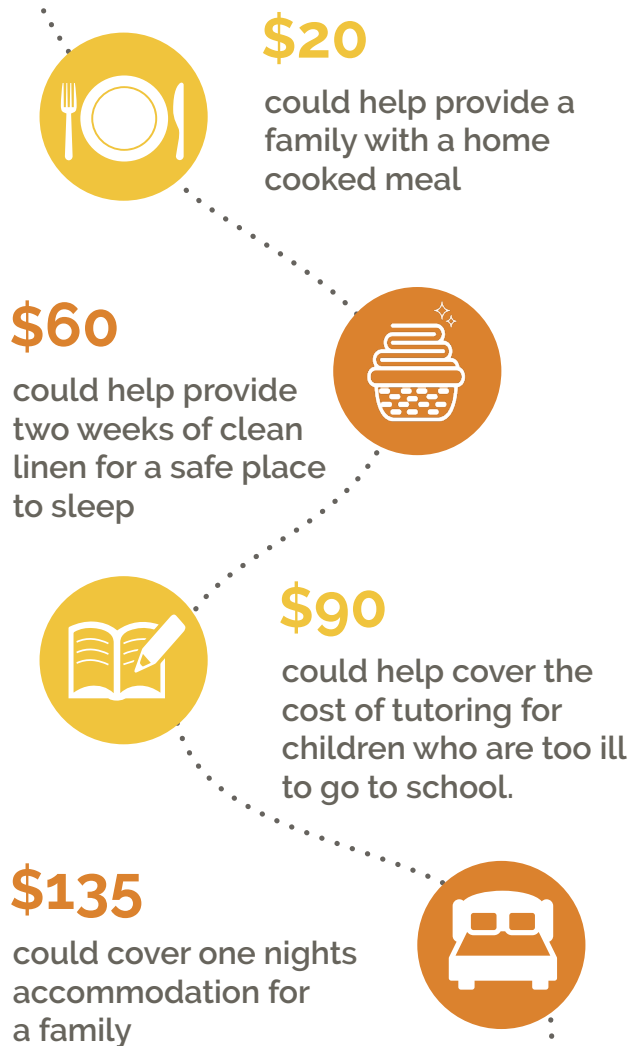 $20
could help provide a
family with a home
cooked meal
$60
could help provide
two weeks of clean
linen for a safe place
to sleep
$90
could help cover the
cost of tutoring for
children who are too ill
to go to school.
$135
could cover one nights
accommodation for
a family